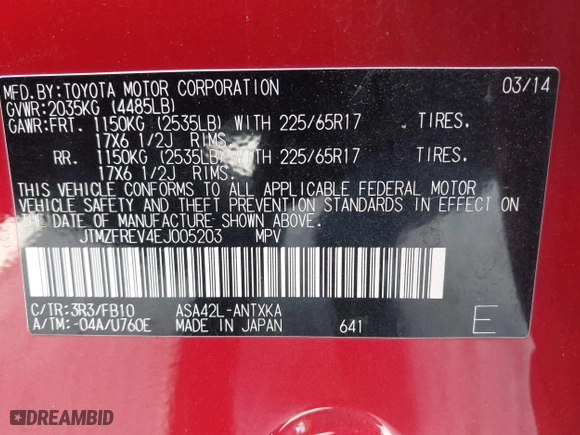 MFD.BY:TOYOTA MOTOR CORPORATION 03/14
GVWR:2035KG (4485LB)
GAWR:FRT. 1150KG (2535LB) WITH 225/65R17 TIRES.
17X6 1/2J RIMS.
RR. 1150KG (2535LB) WITH 225/65R17 TIRES.
17X6 1/2J RIMS.
THIS VEHICLE CONFORMS TO ALL APPLICABLE FEDERAL MOTOR
VEHICLE SAFETY AND THEFT PREVENTION STANDARDS IN EFFECT ON
THE DATE OF MANUFACTURE SHOWN ABOVE.
JTMZFREV4EJ005203 MPV
C/TR:3R3/FB10 ASA42L-ANTXKA
A/TM:-04A/U760E MADE IN JAPAN 641 E
DREAMBID